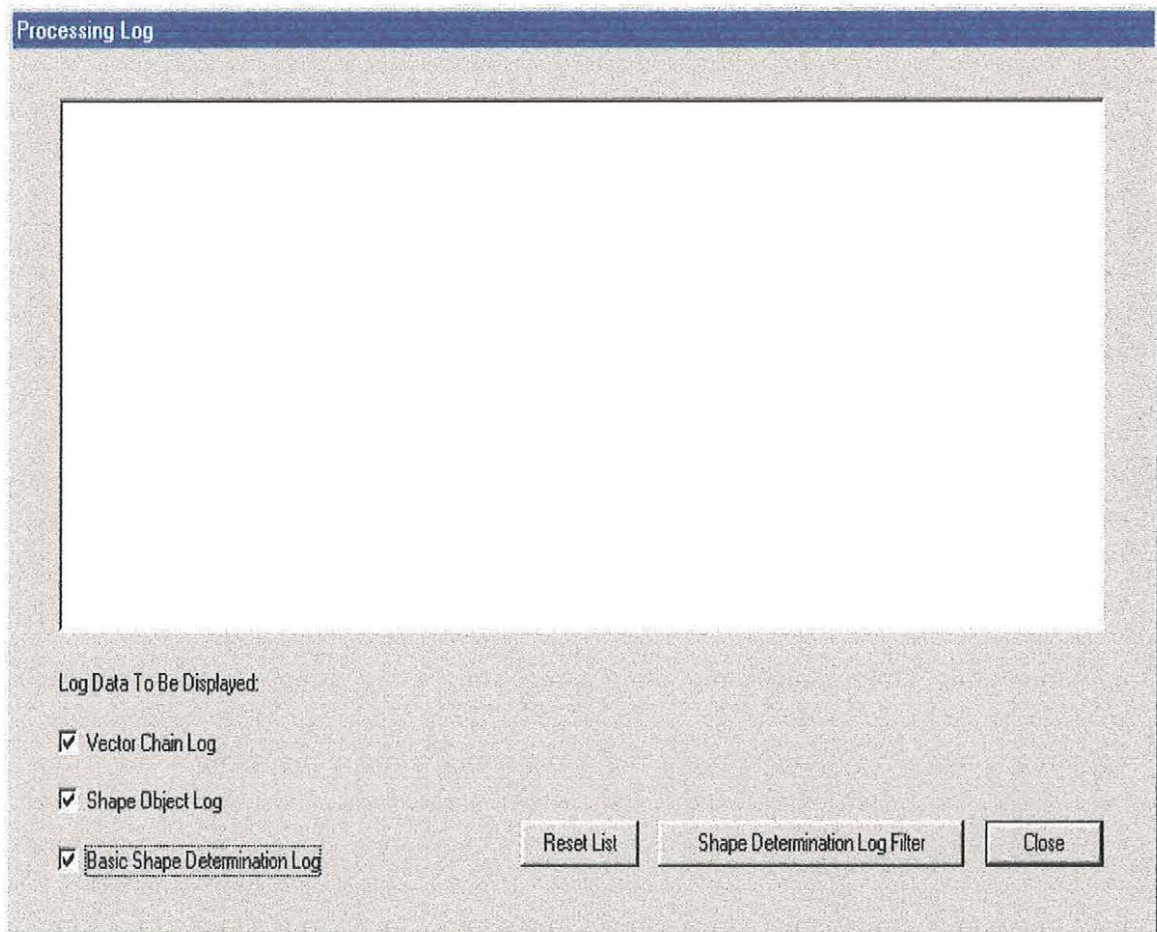 Processing Log
Log Data To Be Displayed:
Vector Chain Log
Shape Object Log
Basic Shape Determination Log
Reset List
Shape Determination Log Filter
Close